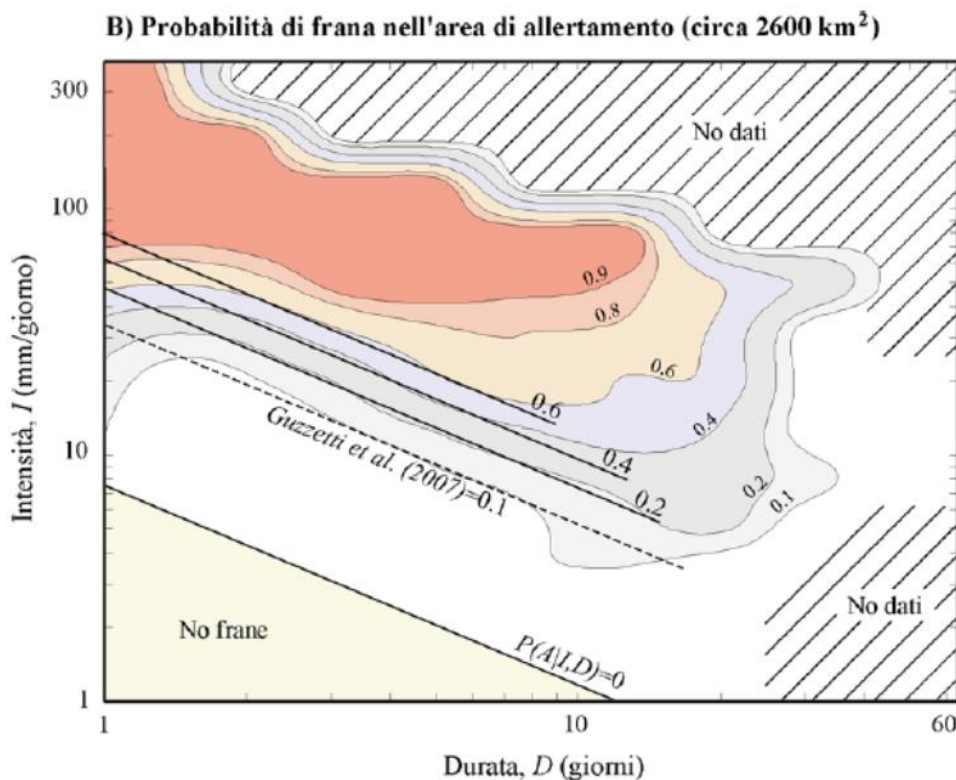 B) Probabilità di frana nell'area di allertamento (circa 2600 km²)
300
100
10
1
Intensità, I (mm/giorno)
No dati
0.9
0.8
0.6
0.4
0.2
0.1
0.6
0.4
0.2
Guzzetti et al. (2007)=0.1
No frane
P(A|I,D)=0
No dati
1
10
60
Durata, D (giorni)